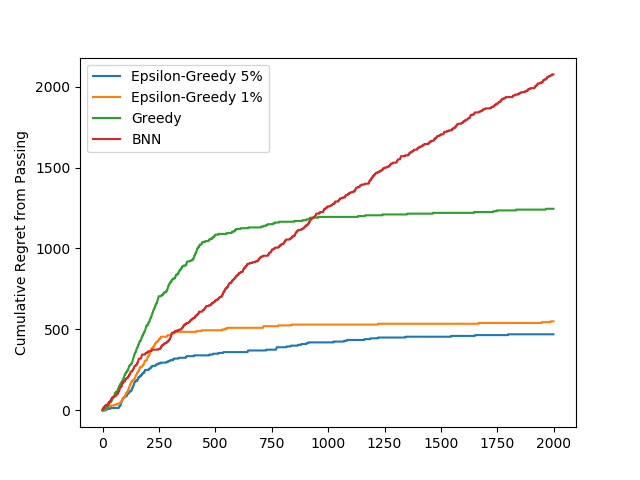 Epsilon-Greedy 5%
Epsilon-Greedy 1%
Greedy
BNN
Cumulative Regret from Passing
2000
1500
1000
500
0
0 250 500 750 1000 1250 1500 1750 2000